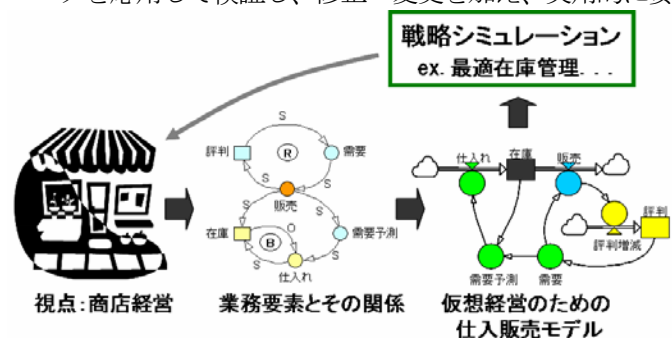 戦略シミュレーション
ex. 最適在庫管理. . .
S
評判
R
需要
S
S
販売
S
S
在庫
O
需要予測
B
S
S
仕入れ
仕入れ
在庫
販売
評判
評判増減
需要予測
需要
視点:商店経営
業務要素とその関係
仮想経営のための
仕入販売モデル